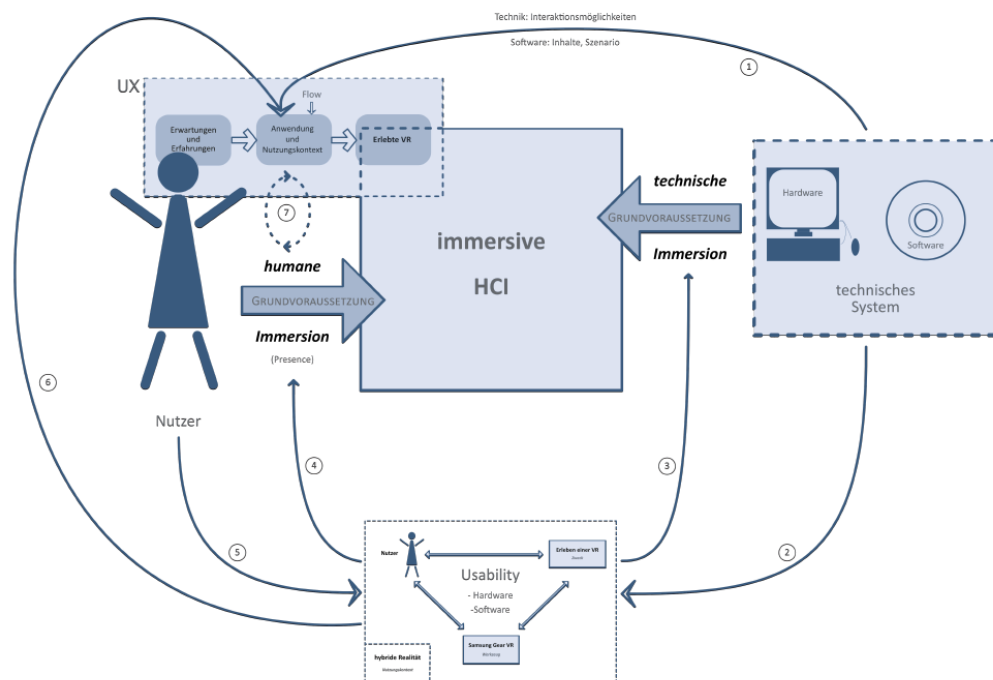 Technik: Interaktionsmöglichkeiten
Software: Inhalte, Szenario
1
UX
Flow
Erwartungen
und
Erfahrungen
Anwendung
und
Nutzungskontext
Erlebte VR
7
humane
GRUNDVORAUSSETZUNG
Immersion
(Presence)
immersive
HCI
technische
GRUNDVORAUSSETZUNG
Immersion
Hardware
Software
technisches
System
6
Nutzer
4
3
5
2
Nutzer
Erleben einer VR
Usability
- Hardware
-Software
Samsung Gear VR
Werkzeug
hybride Realität
Nutzungskontext